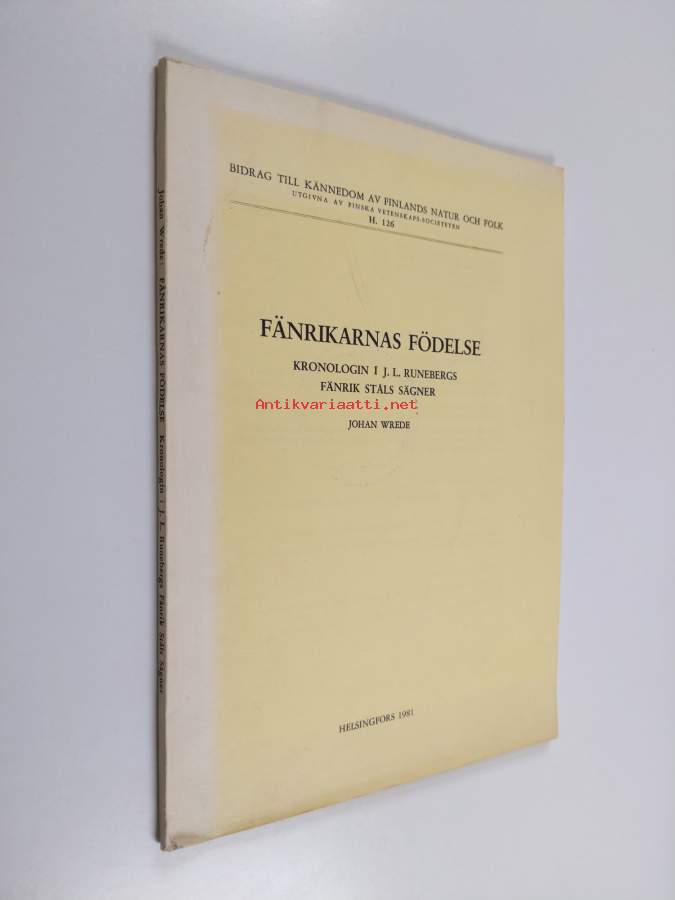 BIDRAG TILL KÄNNEDOM AV FINLANDS NATUR OCH FOLK
UTGIVNA AV FINSKA VETENSKAPS-SOCIETETEN
H. 126
FÄNRIKARNAS FÖDELSE
KRONOLOGIN I J. L. RUNEBERGS
FÄNRIK STÅLS SÄGNER
Antikvariaatti.net
JOHAN WREDE
HELSINGFORS 1981
Johan Wrede: FÄNRIKARNAS FÖDELSE Kronologin i J. L. Runebergs Fänrik Ståls Sägner